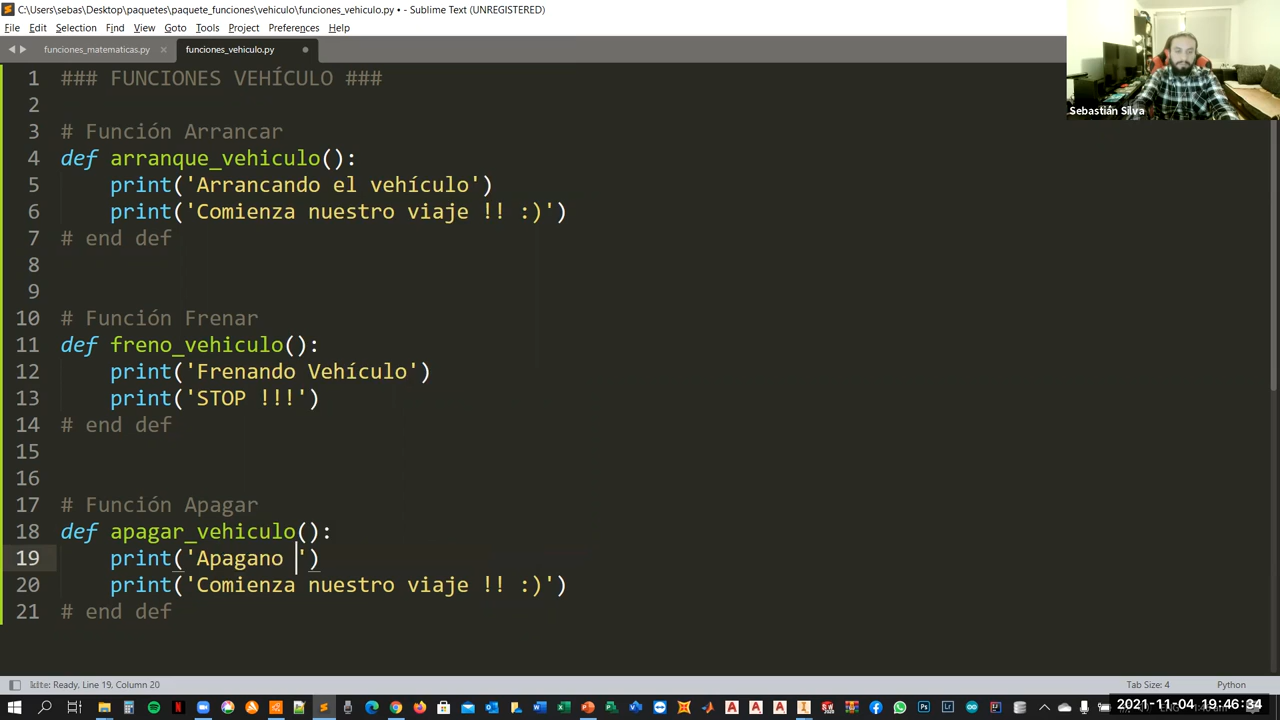 C:\Users\sebas\Desktop\paquetes\paquete_funciones\vehiculo\funciones_vehiculo.py • - Sublime Text (UNREGISTERED)
File Edit Selection Find View Goto Tools Project Preferences Help
funciones_matematicas.py × funciones_vehiculo.py
Sebastián Silva
1 ### FUNCIONES VEHÍCULO ###
2
3 # Función Arrancar
4 def arranque_vehiculo():
5 print('Arrancando el vehículo')
6 print('Comienza nuestro viaje !! :)')
7 # end def
8
9
10 # Función Frenar
11 def freno_vehiculo():
12 print('Frenando Vehículo')
13 print('STOP !!!')
14 # end def
15
16
17 # Función Apagar
18 def apagar_vehiculo():
19 print('Apagano ')
20 print('Comienza nuestro viaje !! :)')
21 # end def
Ready, Line 19, Column 20 Tab Size: 4 Python
2021-11-04 19:46:34